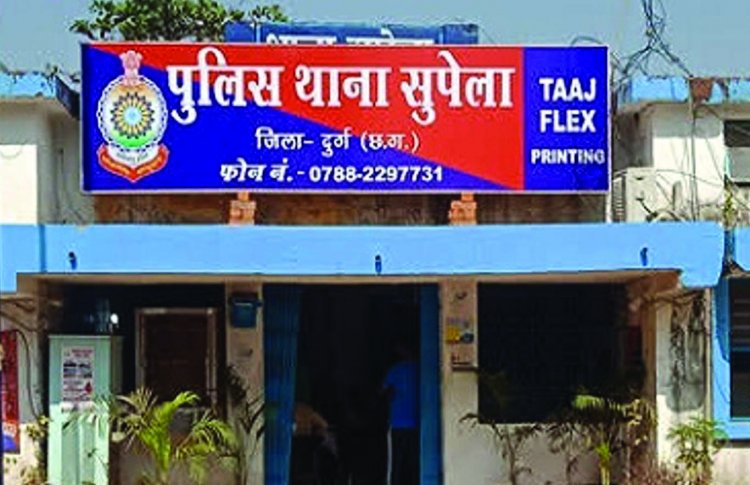 पुलिस थाना सुपेला
जिला- दुर्ग (छ.ग.)
फोन नं.- 0788-2297731
TAAJ
FLEX
PRINTING